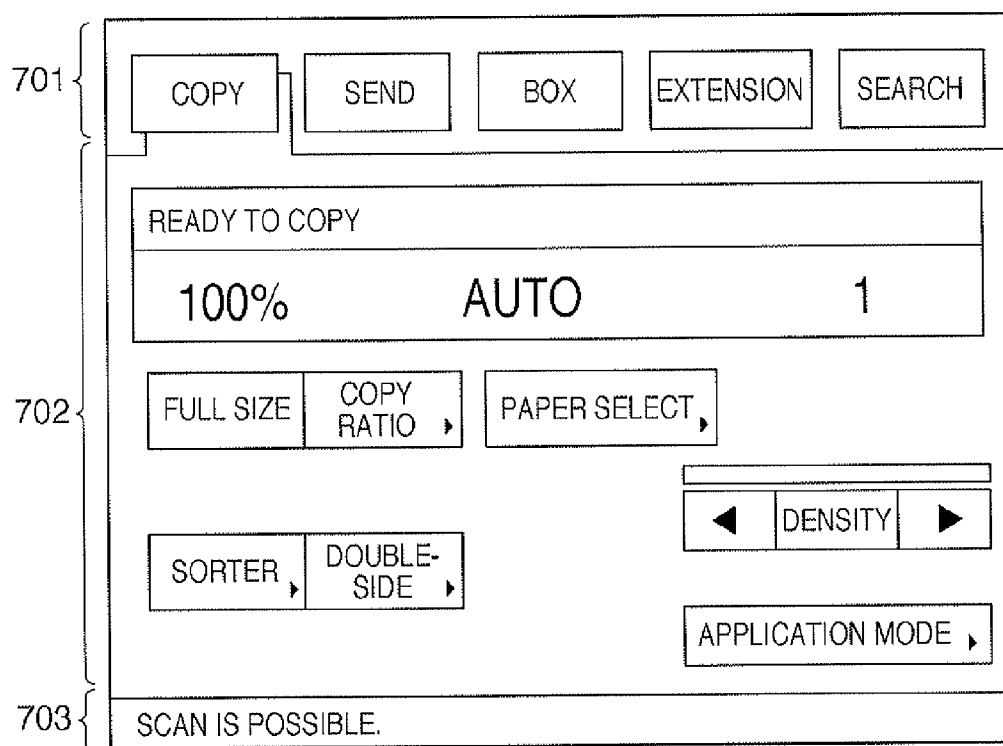 701
COPY
SEND
BOX
EXTENSION
SEARCH
READY TO COPY
100%
AUTO
1
702
FULL SIZE
COPY
RATIO
PAPER SELECT
DENSITY
SORTER
DOUBLE-
SIDE
APPLICATION MODE
703
SCAN IS POSSIBLE.